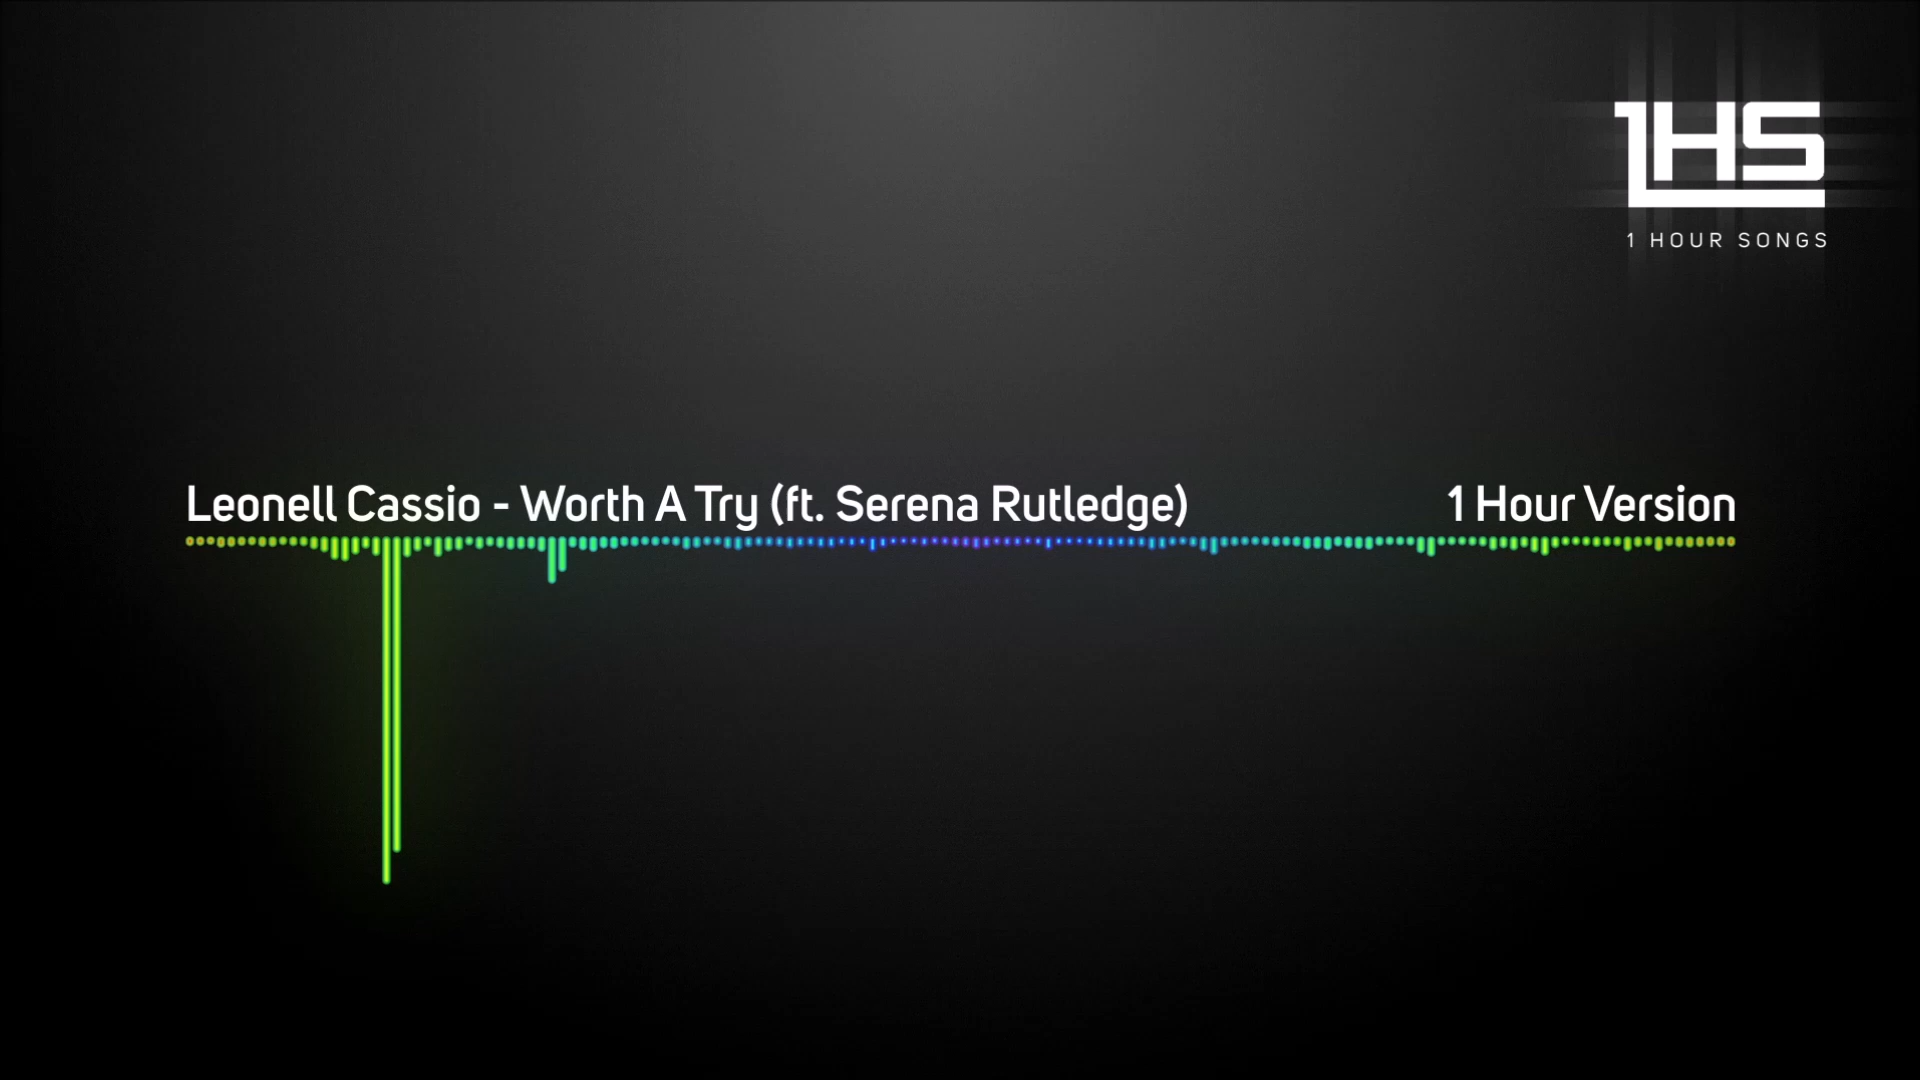 1HS
1 HOUR SONGS
Leonell Cassio - Worth A Try (ft. Serena Rutledge)
1 Hour Version